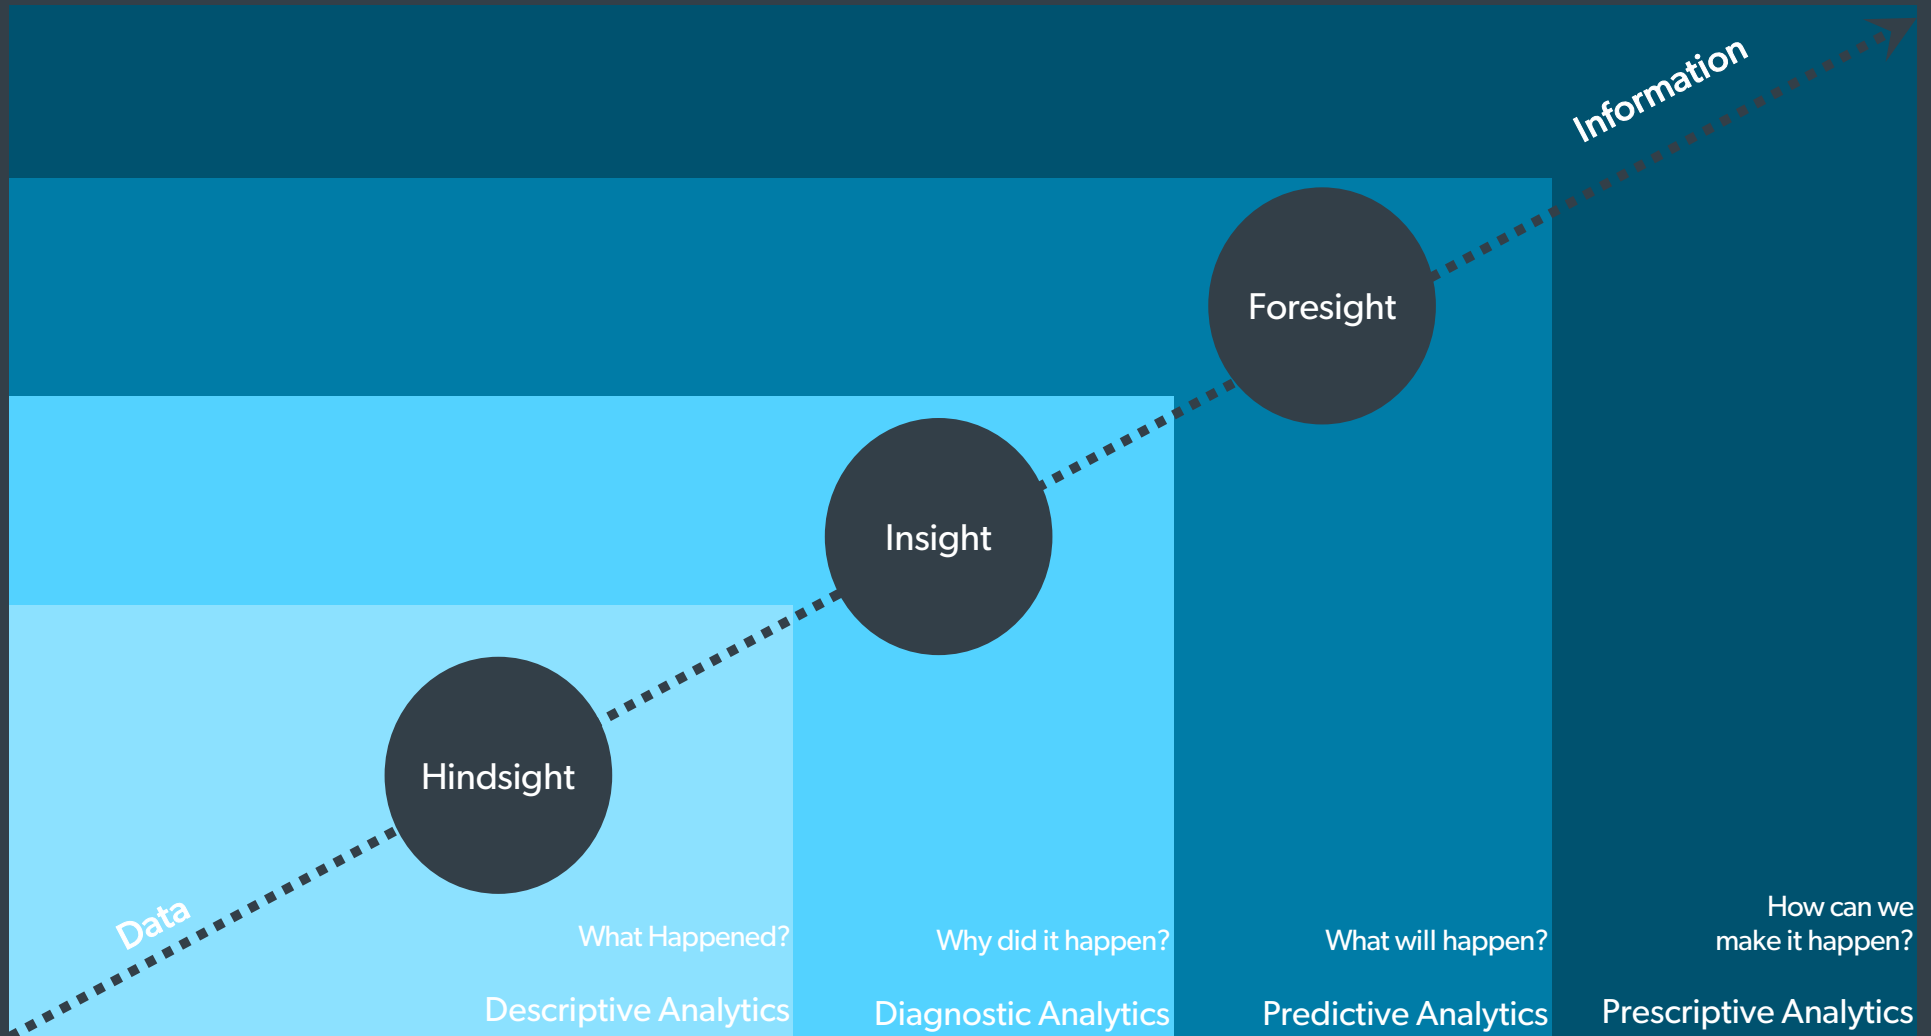 Information
Foresight
Insight
Hindsight
Data
What Happened?
Descriptive Analytics
Why did it happen?
Diagnostic Analytics
What will happen?
Predictive Analytics
How can we
make it happen?
Prescriptive Analytics